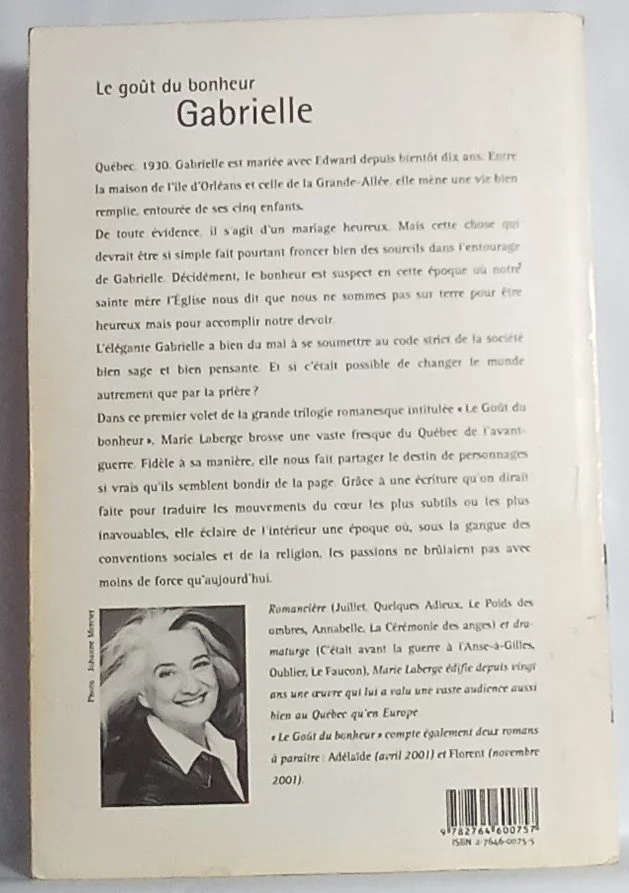 Le goût du bonheur
Gabrielle
Québec, 1930. Gabrielle est mariée avec Edward depuis bientôt dix ans. Entre
la maison de l'île d'Orléans et celle de la Grande-Allée, elle mène une vie bien
remplie, entourée de ses cinq enfants.
De toute évidence, il s'agit d'un mariage heureux. Mais cette chose qui
devrait être si simple fait pourtant froncer bien des sourcils dans l'entourage
de Gabrielle. Décidément, le bonheur est suspect en cette époque où notre
sainte mère l'Église nous dit que nous ne sommes pas sur terre pour être
heureux mais pour accomplir notre devoir.
L'élégante Gabrielle a bien du mal à se soumettre au code strict de la société
bien sage et bien pensante. Et si c'était possible de changer le monde
autrement que par la prière ?
Dans ce premier volet de la grande trilogie romanesque intitulée « Le Goût du
bonheur », Marie Laberge brosse une vaste fresque du Québec de l'avant-
guerre. Fidèle à sa manière, elle nous fait partager le destin de personnages
si vrais qu'ils semblent bondir de la page. Grâce à une écriture qu'on dirait
faite pour traduire les mouvements du cœur les plus subtils ou les plus
inavouables, elle éclaire de l'intérieur une époque où, sous la gangue des
conventions sociales et de la religion, les passions ne brûlaient pas avec
moins de force qu'aujourd'hui.
Photo : Johanne Mercier
Romancière (Juillet, Quelques Adieux, Le Poids des
ombres, Annabelle, La Cérémonie des anges) et dra-
maturge (C'était avant la guerre à l'Anse-à-Gilles,
Oublier, Le Faucon), Marie Laberge édifie depuis vingt
ans une œuvre qui lui a valu une vaste audience aussi
bien au Québec qu'en Europe.
« Le Goût du bonheur » compte également deux romans
à paraître : Adélaïde (avril 2001) et Florent (novembre
2001).
9 782764 600757
ISBN 2-7646-0075-5